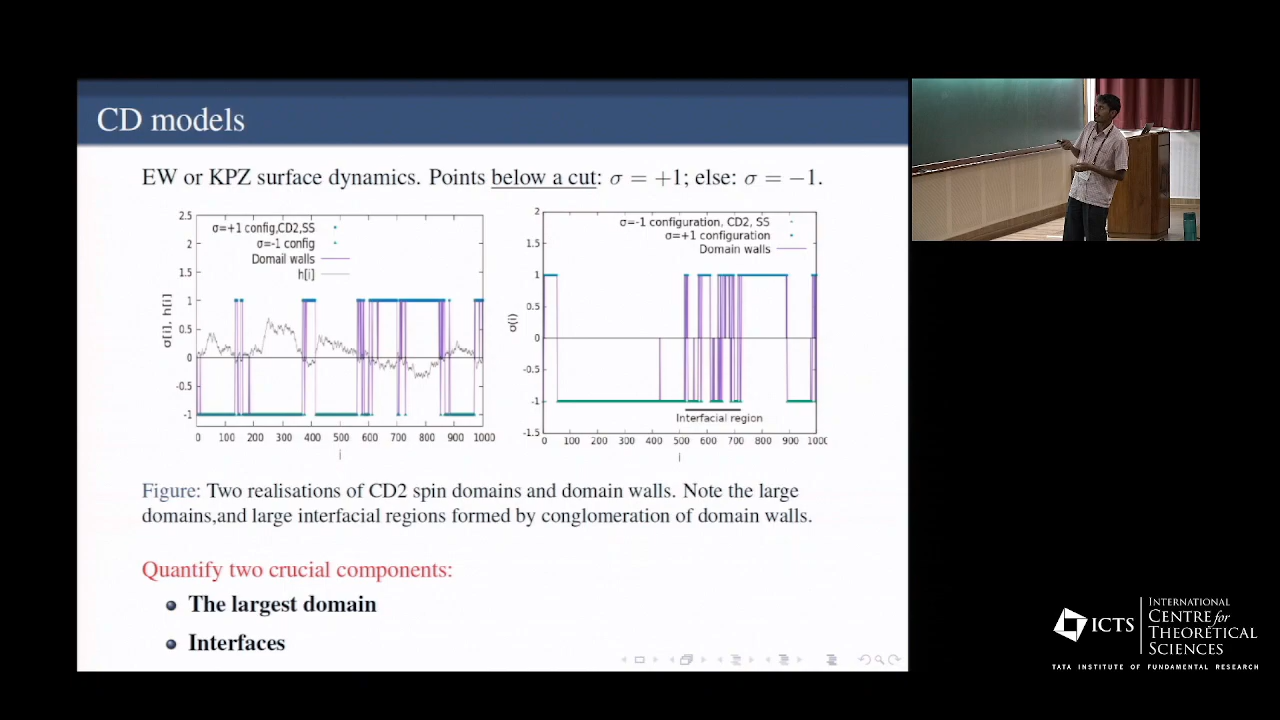 CD models
EW or KPZ surface dynamics. Points below a cut: σ = +1; else: σ = −1.
σ=+1 config,CD2,SS
σ=-1 config
Domail walls
h[i]
2.5
2
1.5
1
0.5
0
-0.5
-1
σ[i], h[i]
0 100 200 300 400 500 600 700 800 900 1000
i
σ=-1 configuration, CD2, SS
σ=+1 configuration
Domain walls
2
1.5
1
0.5
0
-0.5
-1
-1.5
σ(i)
Interfacial region
0 100 200 300 400 500 600 700 800 900 1000
i
Figure: Two realisations of CD2 spin domains and domain walls. Note the large
domains,and large interfacial regions formed by conglomeration of domain walls.
Quantify two crucial components:
The largest domain
Interfaces
ICTS
INTERNATIONAL
CENTRE for
THEORETICAL
SCIENCES
TATA INSTITUTE OF FUNDAMENTAL RESEARCH